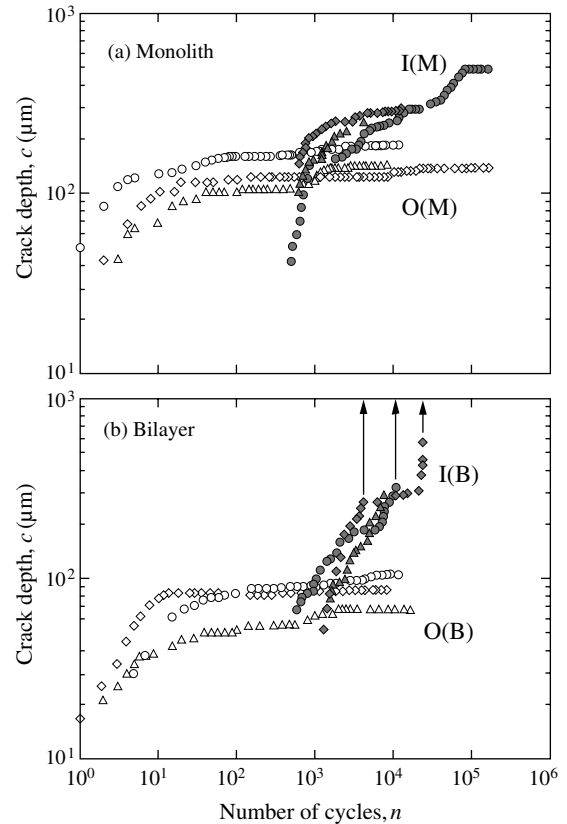 (a) Monolith
I(M)
O(M)
10³
10²
10¹
Crack depth, c (μm)
(b) Bilayer
I(B)
O(B)
10³
10²
10¹
Crack depth, c (μm)
10⁰ 10¹ 10² 10³ 10⁴ 10⁵ 10⁶
Number of cycles, n